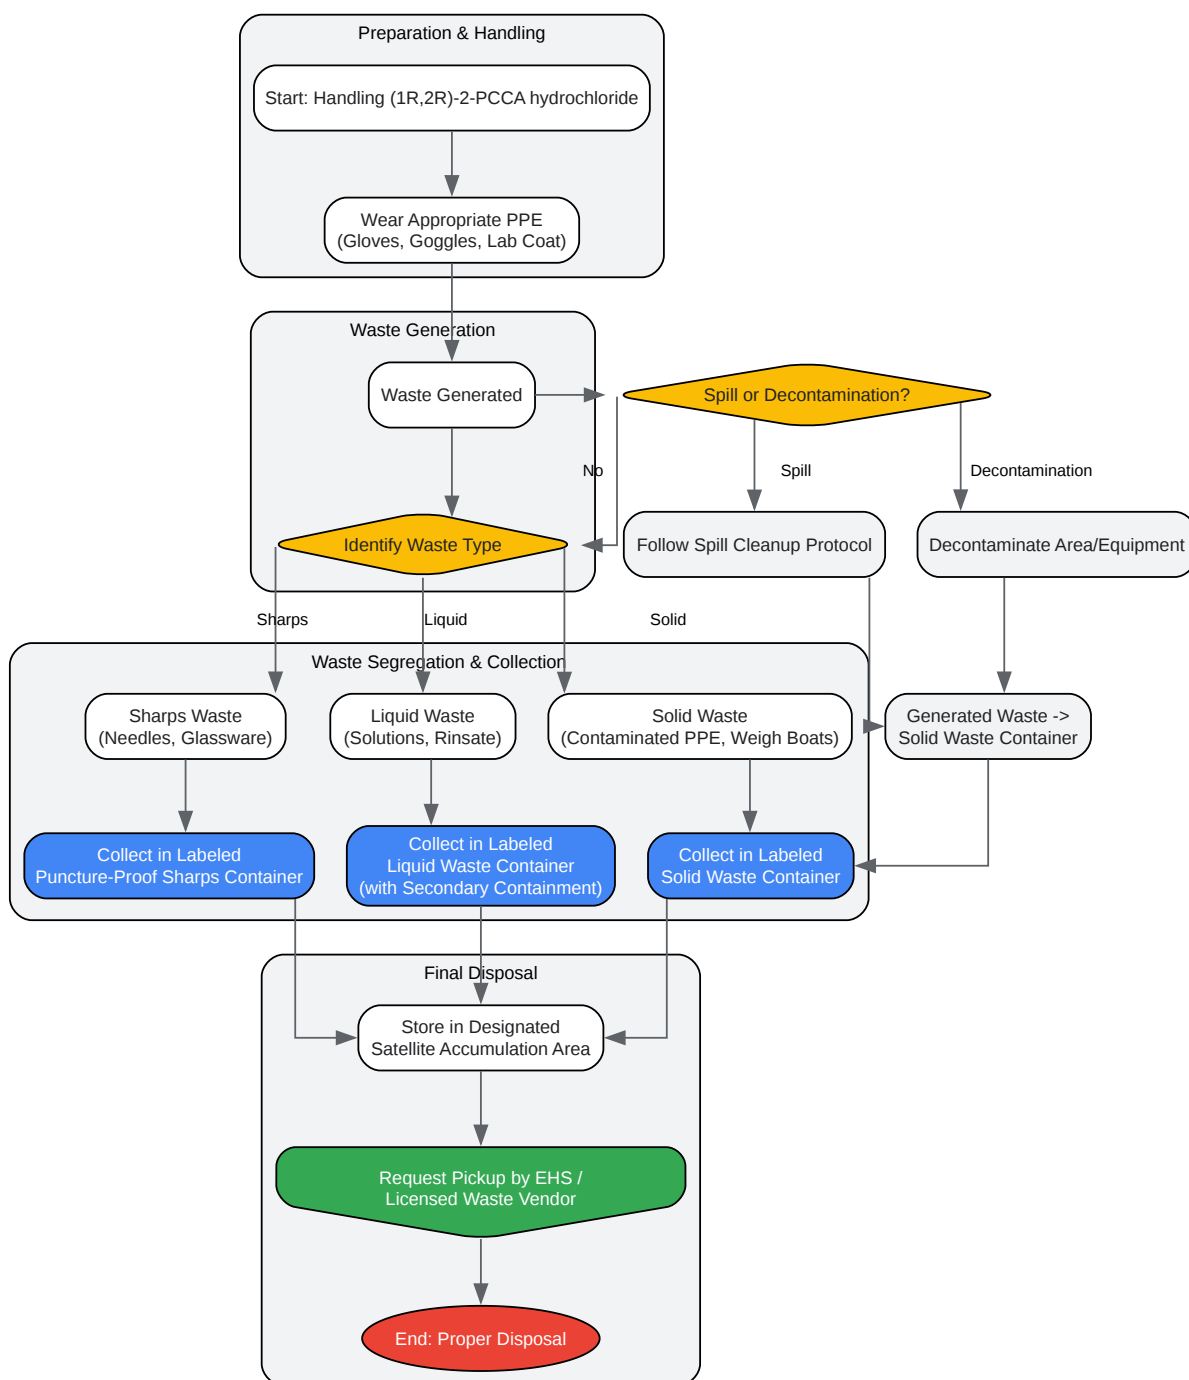 Preparation & Handling
Start: Handling (1R,2R)-2-PCCA hydrochloride
Wear Appropriate PPE
(Gloves, Goggles, Lab Coat)
Waste Generation
Waste Generated
Spill or Decontamination?
No
Spill
Decontamination
Identify Waste Type
Follow Spill Cleanup Protocol
Decontaminate Area/Equipment
Sharps
Liquid
Solid
Waste Segregation & Collection
Sharps Waste
(Needles, Glassware)
Liquid Waste
(Solutions, Rinsate)
Solid Waste
(Contaminated PPE, Weigh Boats)
Generated Waste ->
Solid Waste Container
Collect in Labeled
Puncture-Proof Sharps Container
Collect in Labeled
Liquid Waste Container
(with Secondary Containment)
Collect in Labeled
Solid Waste Container
Final Disposal
Store in Designated
Satellite Accumulation Area
Request Pickup by EHS /
Licensed Waste Vendor
End: Proper Disposal